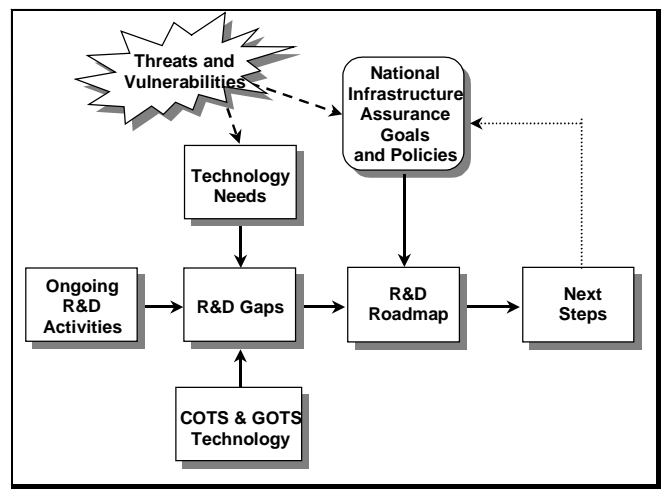 Threats and
Vulnerabilities
National
Infrastructure
Assurance
Goals
and Policies
Technology
Needs
Ongoing
R&D
Activities
R&D Gaps
R&D
Roadmap
Next
Steps
COTS & GOTS
Technology